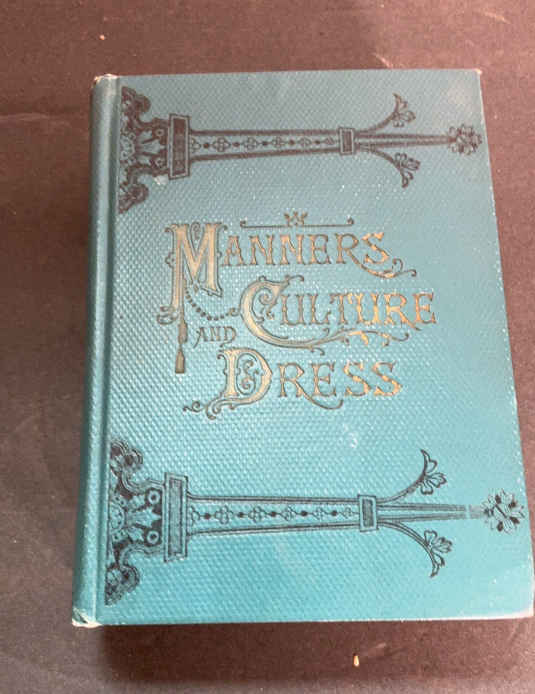 Manners,
Culture
and
Dress